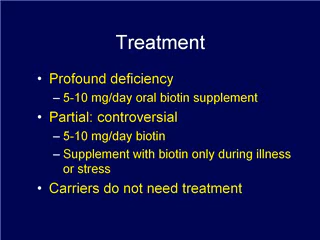 Treatment
• Profound deficiency
– 5-10 mg/day oral biotin supplement
• Partial: controversial
– 5-10 mg/day biotin
– Supplement with biotin only during illness
or stress
• Carriers do not need treatment